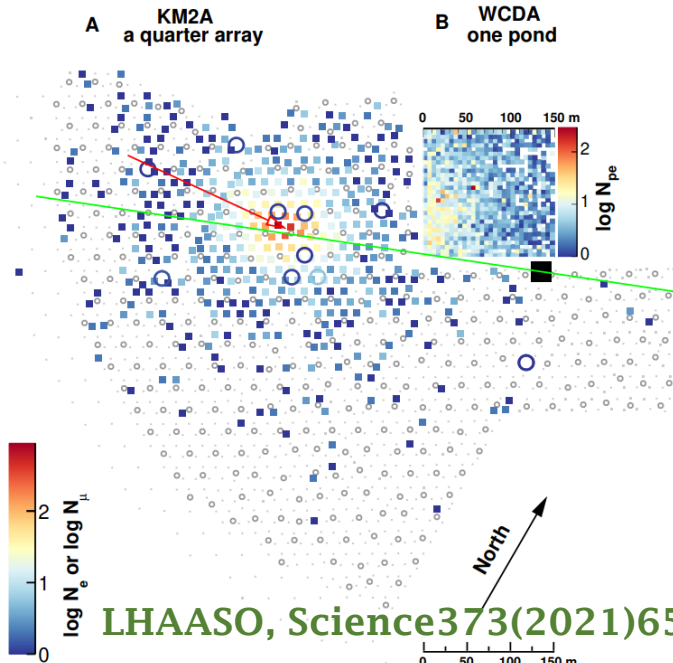 A
KM2A
a quarter array
B
WCDA
one pond
0 50 100 150 m
2
1
0
log N_pe
2
1
0
log N_e or log N_μ
North
LHAASO, Science373(2021)65
0 50 100 150 m